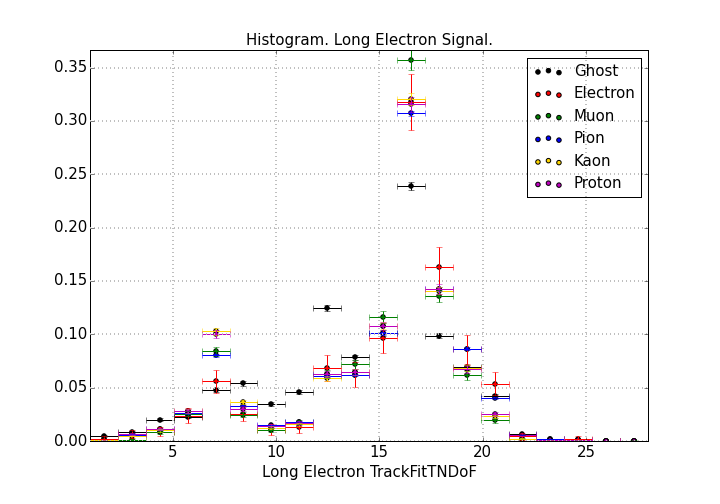 Histogram. Long Electron Signal.
0.35
0.30
0.25
0.20
0.15
0.10
0.05
0.00
Ghost
Electron
Muon
Pion
Kaon
Proton
5
10
15
20
25
Long Electron TrackFitTNDoF